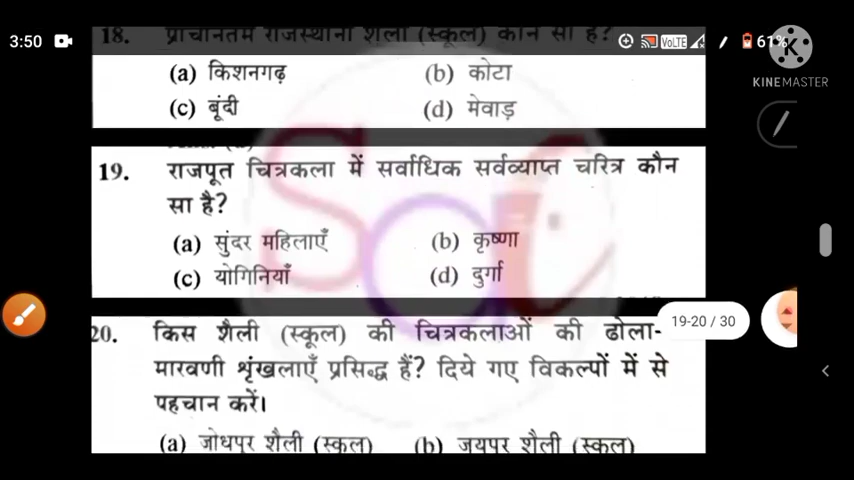 3:50
VoLTE
61%
KINEMASTER
18. प्राचीनतम राजस्थानी शैली (स्कूल) कौन सा है?
(a) किशनगढ़ (b) कोटा
(c) बूंदी (d) मेवाड़
19. राजपूत चित्रकला में सर्वाधिक सर्वव्याप्त चरित्र कौन
सा है?
(a) सुंदर महिलाएँ (b) कृष्णा
(c) योगिनियाँ (d) दुर्गा
19-20 / 30
20. किस शैली (स्कूल) की चित्रकलाओं की ढोला-
मारवणी शृंखलाएँ प्रसिद्ध हैं? दिये गए विकल्पों में से
पहचान करें।
(a) जोधपुर शैली (स्कूल) (b) जयपुर शैली (स्कूल)